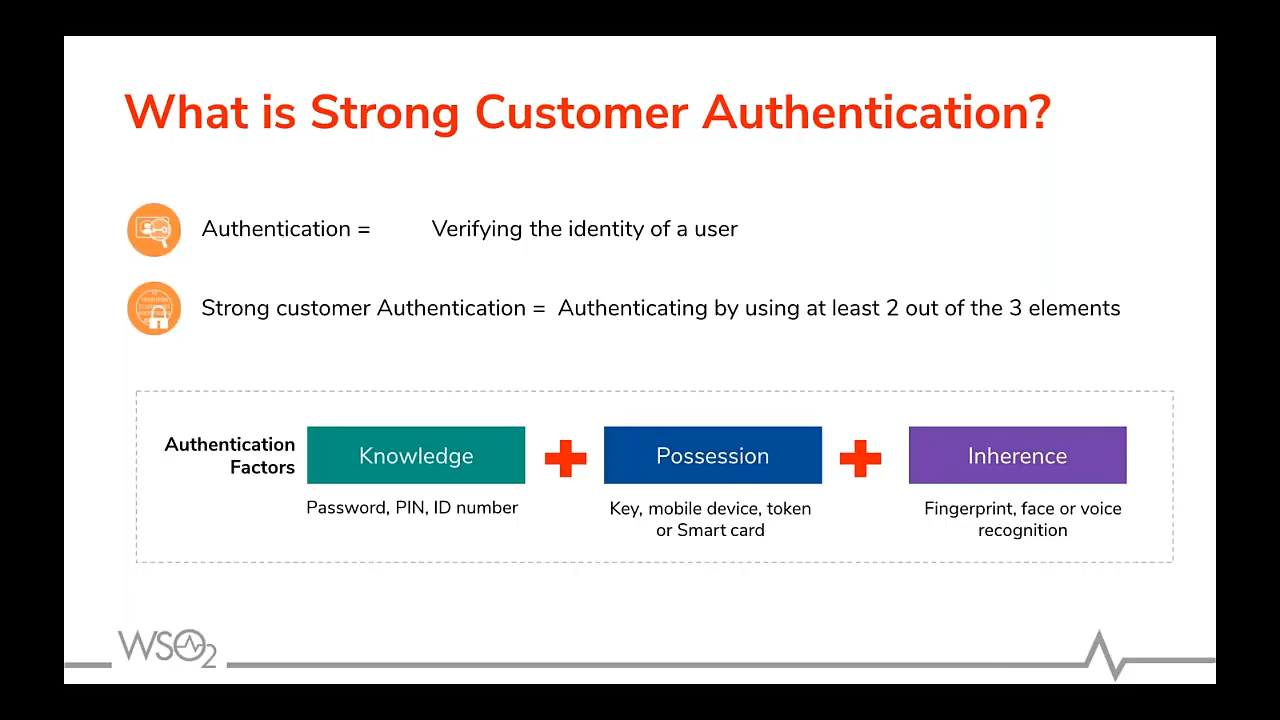 What is Strong Customer Authentication?
Authentication = Verifying the identity of a user
Strong customer Authentication = Authenticating by using at least 2 out of the 3 elements
Authentication
Factors
Knowledge
Password, PIN, ID number
Possession
Key, mobile device, token
or Smart card
Inherence
Fingerprint, face or voice
recognition
WSO2